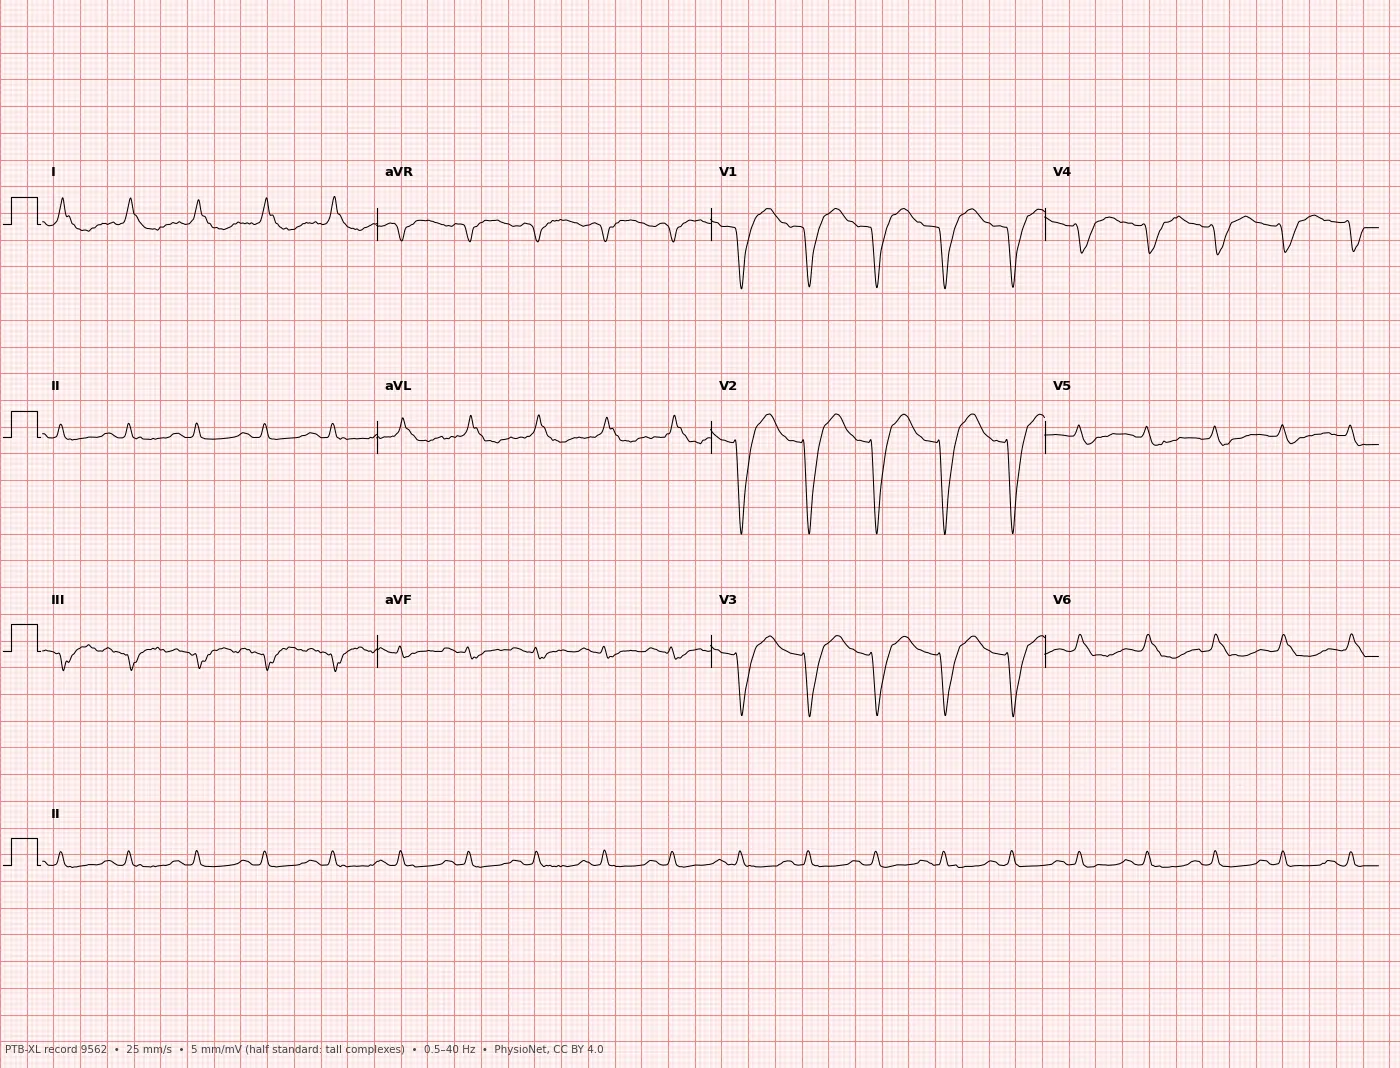 I aVR V1 V4
II aVL V2 V5
III aVF V3 V6
II
PTB-XL record 9562 • 25 mm/s • 5 mm/mV (half standard: tall complexes) • 0.5–40 Hz • PhysioNet, CC BY 4.0